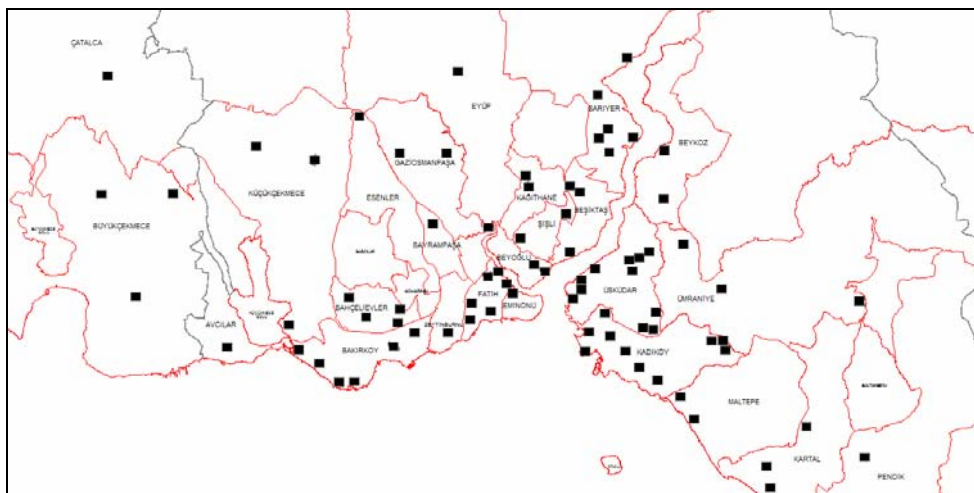 ÇATALCA
EYÜP
SARIYER
BEYKOZ
GAZİOSMANPAŞA
KÜÇÜKÇEKMECE
ESENLER
KAĞITHANE
BEŞİKTAŞ
BÜYÜKÇEKMECE
ŞİŞLİ
BAYRAMPAŞA
BEYOĞLU
ÜSKÜDAR
ÜMRANİYE
FATİH
EMİNÖNÜ
BAHÇELİEVLER
AVCILAR
ZEYTİNBURNU
BAKIRKÖY
KADIKÖY
MALTEPE
KARTAL
PENDİK